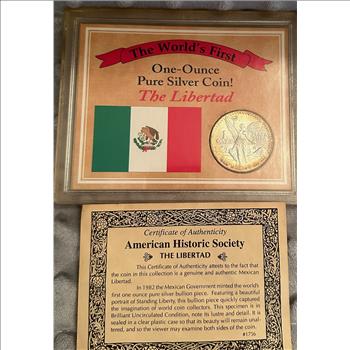 The World's First
One-Ounce
Pure Silver Coin!
The Libertad
Certificate of Authenticity
American Historic Society
THE LIBERTAD
This Certificate of Authenticity attests to the fact that
the coin in this collection is a genuine and authentic Mexican
Libertad.
In 1982 the Mexican Government minted the world's
first one ounce pure silver bullion piece. Featuring a beautiful
portrait of Standing Liberty, this bullion piece quickly captured
the imagination of world coin collectors. This specimen is in
Brilliant Uncirculated Condition, note its lustre and detail. It is
sealed in a clear plastic case so that its beauty will remain unal-
tered, and so the viewer may examine both sides of the coin.
#1756